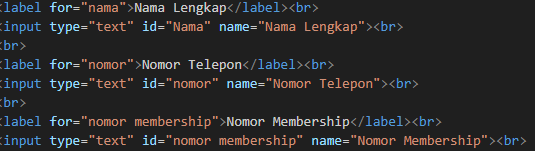 <label for="nama">Nama Lengkap</label><br>
<input type="text" id="Nama" name="Nama Lengkap"><br>
<br>
<label for="nomor">Nomor Telepon</label><br>
<input type="text" id="nomor" name="Nomor Telepon"><br>
<br>
<label for="nomor membership">Nomor Membership</label><br>
<input type="text" id="nomor membership" name="Nomor Membership"><br>